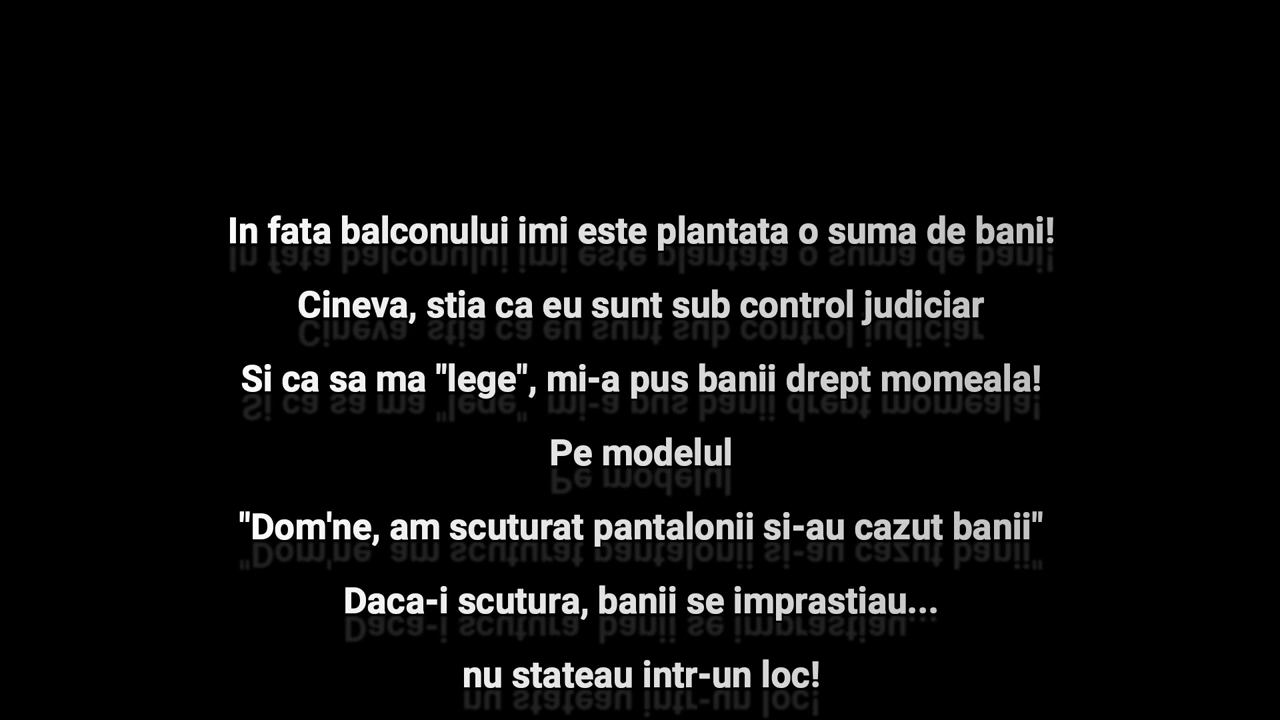 In fata balconului imi este plantata o suma de bani!
Cineva, stia ca eu sunt sub control judiciar
Si ca sa ma "lege", mi-a pus banii drept momeala!
Pe modelul
"Dom'ne, am scuturat pantalonii si-au cazut banii"
Daca-i scutura, banii se imprastiau...
nu stateau intr-un loc!